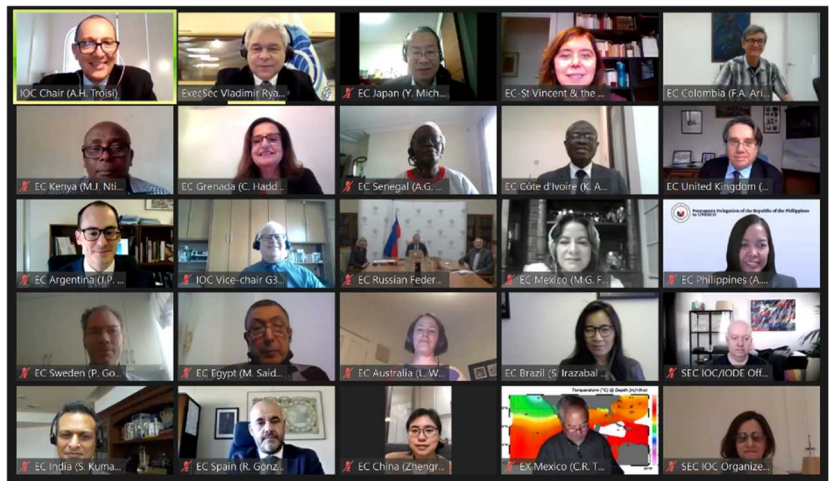 IOC Chair (A.H. Troisi)
ExecSec Vladimir Rya...
EC Japan (Y. Mich...
EC-St Vincent & the ...
EC Colombia (F.A. Ari...
EC Kenya (M.J. Nti...
EC Grenada (C. Hadd...
EC Senegal (A.G. ...
EC Côte d'Ivoire (K. A...
EC United Kingdom (...
Permanent Delegation of the Republic of the Philippines
to UNESCO
EC Argentina (J.P. ...
IOC Vice-chair G3...
EC Russian Feder...
EC Mexico (M.G. F...
EC Philippines (A....
EC Sweden (P. Go...
EC Egypt (M. Said...
EC Australia (L. W...
EC Brazil (S. Irazabal ...
SEC IOC/IODE Off...
Temperature (°C) @ Depth
EC India (S. Kuma...
EC Spain (R. Gonz...
EC China (Zhengr...
EX Mexico (C.R. T...
SEC IOC Organize...